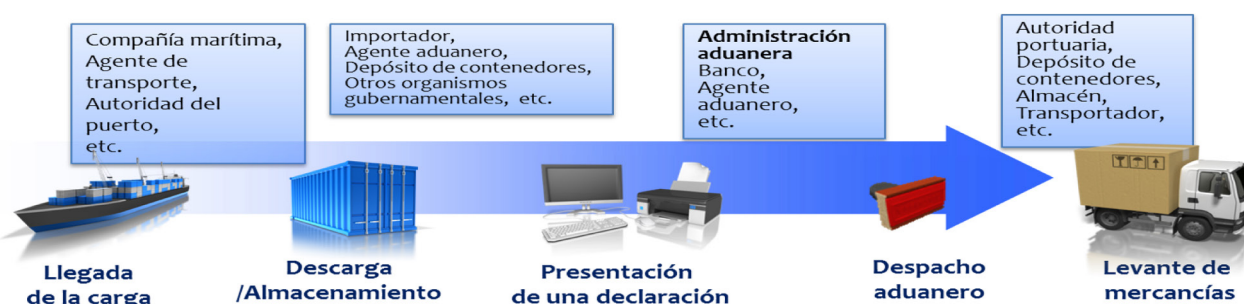 Compañía marítima,
Agente de
transporte,
Autoridad del
puerto,
etc.
Importador,
Agente aduanero,
Depósito de contenedores,
Otros organismos
gubernamentales, etc.
Administración
aduanera
Banco,
Agente
aduanero,
etc.
Autoridad
portuaria,
Depósito de
contenedores,
Almacén,
Transportador,
etc.
Llegada
de la carga
Descarga
/Almacenamiento
Presentación
de una declaración
Despacho
aduanero
Levante de
mercancías